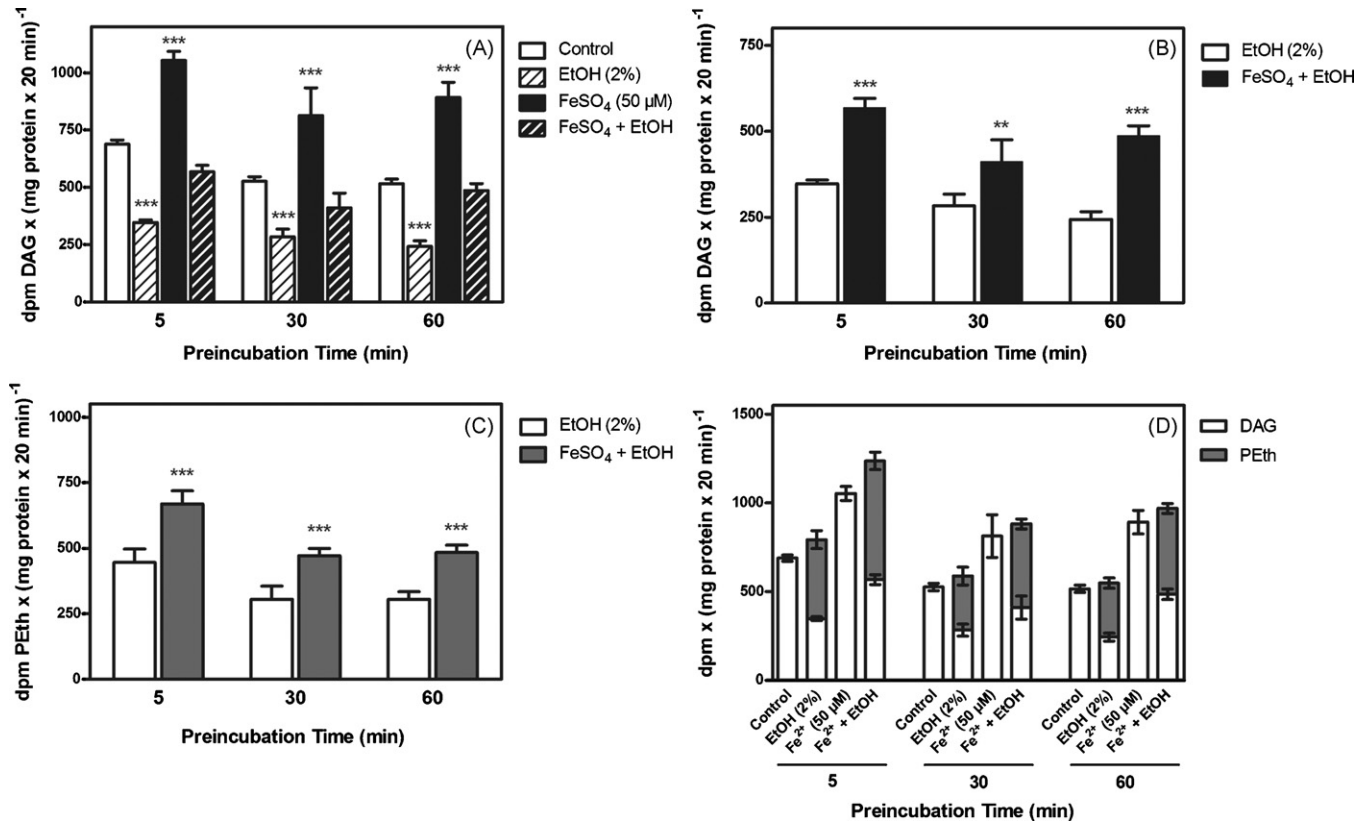 (A)
dpm DAG x (mg protein x 20 min)⁻¹
1000
750
500
250
0
***
***
***
***
***
***
5 30 60
Preincubation Time (min)
Control
EtOH (2%)
FeSO₄ (50 µM)
FeSO₄ + EtOH
(B)
dpm DAG x (mg protein x 20 min)⁻¹
750
500
250
0
***
**
***
5 30 60
Preincubation Time (min)
EtOH (2%)
FeSO₄ + EtOH
(C)
dpm PEth x (mg protein x 20 min)⁻¹
1000
750
500
250
0
***
***
***
5 30 60
Preincubation Time (min)
EtOH (2%)
FeSO₄ + EtOH
(D)
dpm x (mg protein x 20 min)⁻¹
1500
1000
500
0
DAG
PEth
Control
EtOH (2%)
Fe²⁺ (50 µM)
Fe²⁺ + EtOH
Control
EtOH (2%)
Fe²⁺ (50 µM)
Fe²⁺ + EtOH
Control
EtOH (2%)
Fe²⁺ (50 µM)
Fe²⁺ + EtOH
5 30 60
Preincubation Time (min)